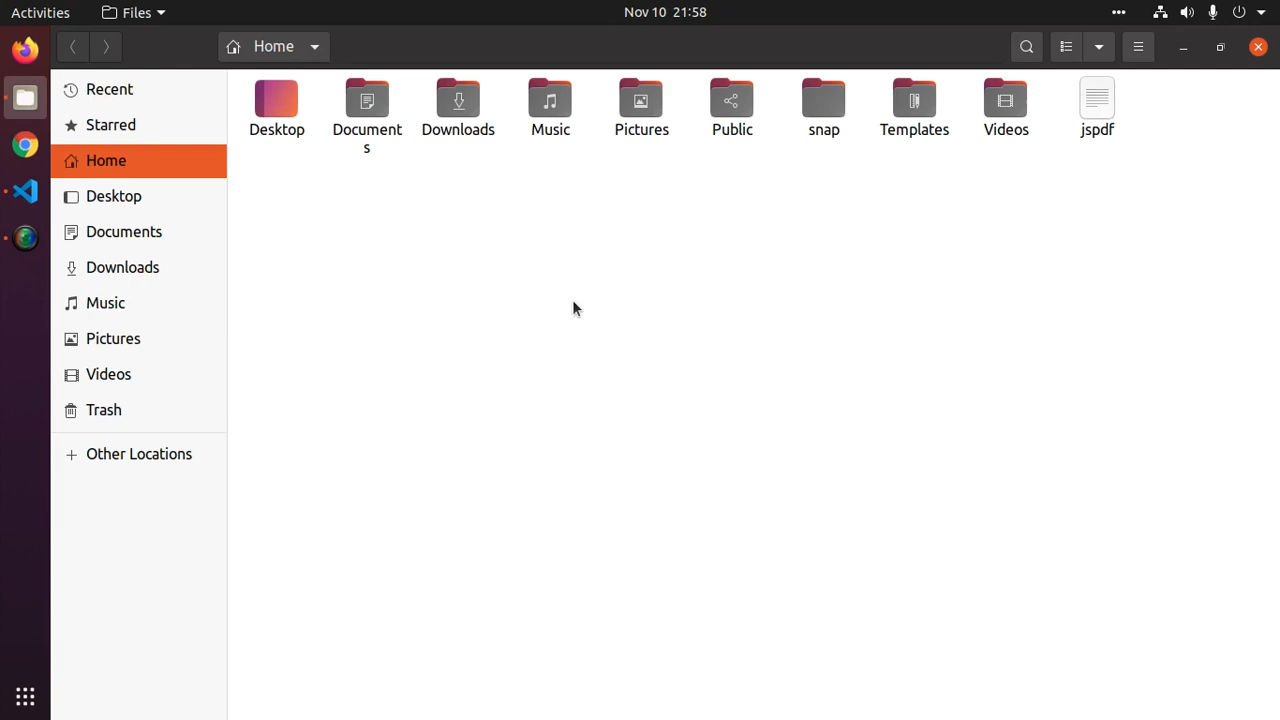 Activities Files Nov 10 21:58
Home
Recent
Starred
Home
Desktop
Documents
Downloads
Music
Pictures
Videos
Trash
Other Locations
Desktop Document Downloads Music Pictures Public snap Templates Videos jspdf
s